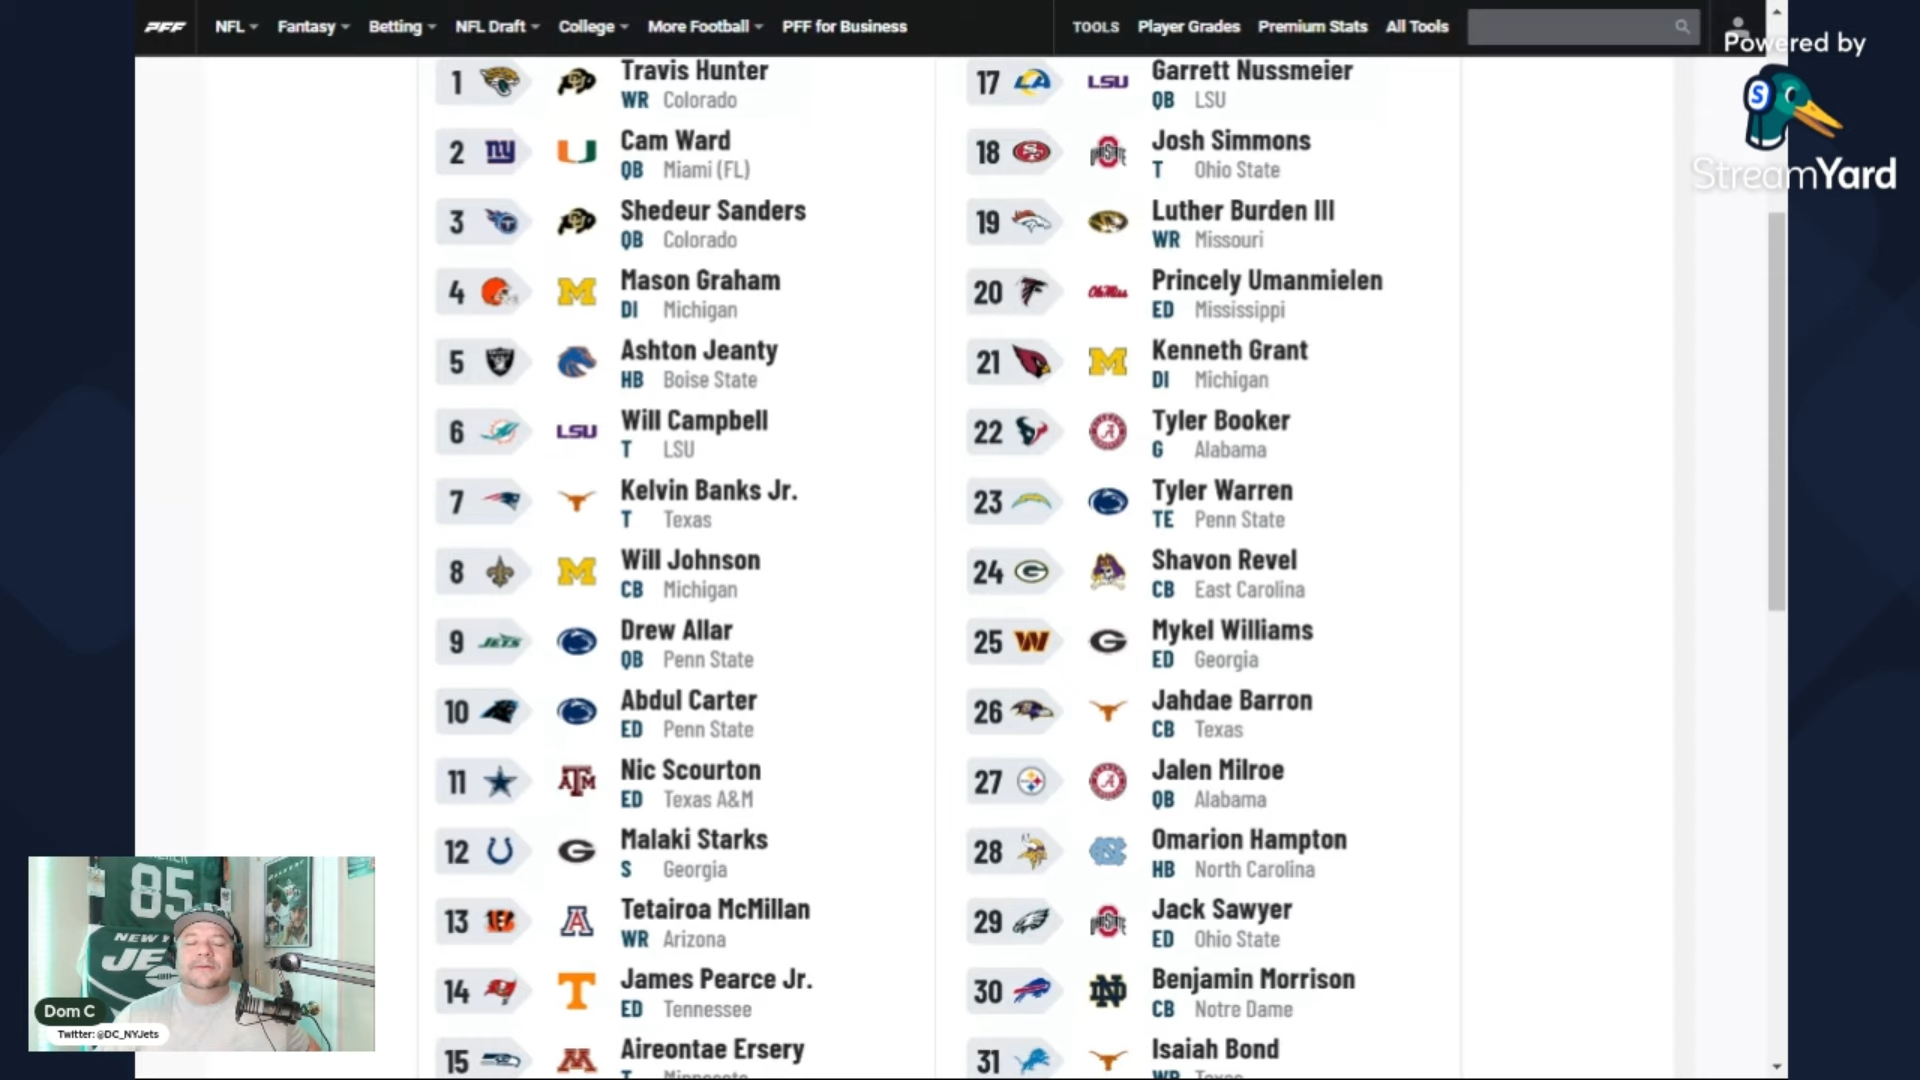 PFF NFL Fantasy Betting NFL Draft College More Football PFF for Business TOOLS Player Grades Premium Stats All Tools
Powered by
StreamYard
1
Travis Hunter
WR Colorado
2
ny
Cam Ward
QB Miami (FL)
3
Shedeur Sanders
QB Colorado
4
Mason Graham
DI Michigan
5
Ashton Jeanty
HB Boise State
6
LSU
Will Campbell
T LSU
7
Kelvin Banks Jr.
T Texas
8
Will Johnson
CB Michigan
9
JETS
Drew Allar
QB Penn State
10
Abdul Carter
ED Penn State
11
Nic Scourton
ED Texas A&M
12
Malaki Starks
S Georgia
13
Tetairoa McMillan
WR Arizona
14
James Pearce Jr.
ED Tennessee
15
Aireontae Ersery
17
LSU
Garrett Nussmeier
QB LSU
18
Josh Simmons
T Ohio State
19
Luther Burden III
WR Missouri
20
Ole Miss
Princely Umanmielen
ED Mississippi
21
Kenneth Grant
DI Michigan
22
Tyler Booker
G Alabama
23
Tyler Warren
TE Penn State
24
Shavon Revel
CB East Carolina
25
Mykel Williams
ED Georgia
26
Jahdae Barron
CB Texas
27
Jalen Milroe
QB Alabama
28
Omarion Hampton
HB North Carolina
29
Jack Sawyer
ED Ohio State
30
Benjamin Morrison
CB Notre Dame
31
Isaiah Bond
85
NEW Y
JE
Dom C
Twitter: @DC_NYJets